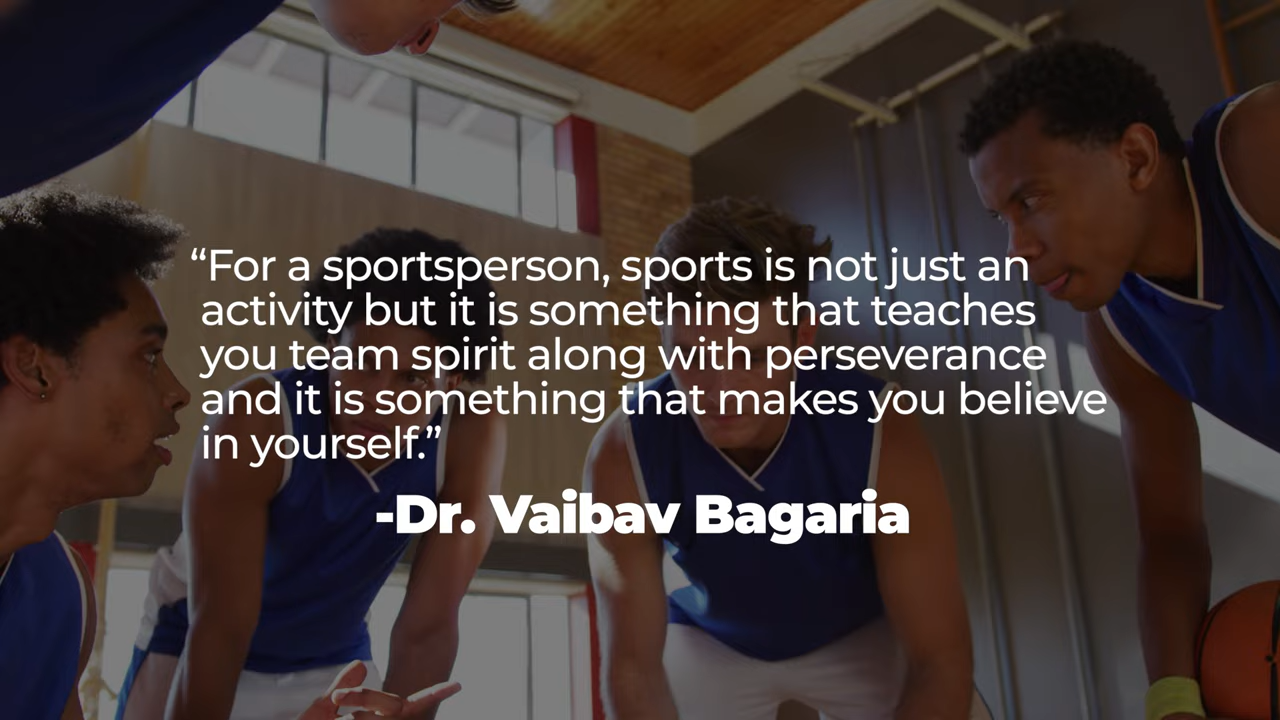 “For a sportsperson, sports is not just an
activity but it is something that teaches
you team spirit along with perseverance
and it is something that makes you believe
in yourself.”
-Dr. Vaibav Bagaria